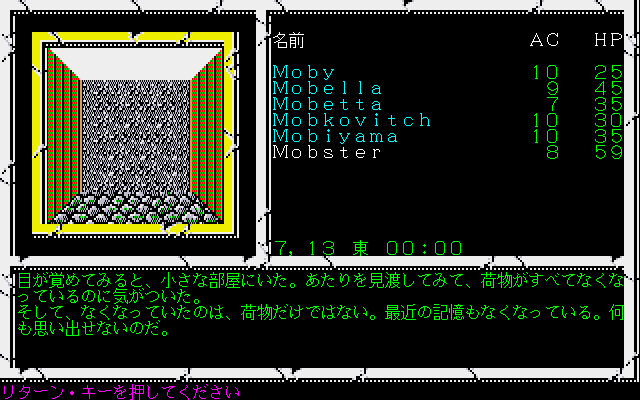 名前 AC HP
Moby 10 25
Mobella 9 45
Mobetta 7 35
Mobkovitch 10 30
Mobiyama 10 35
Mobster 8 59
7, 13 東 00:00
目が覚めてみると、小さな部屋にいた。あたりを見渡してみて、荷物がすべてなくな
っているのに気がついた。
そして、なくなっていたのは、荷物だけではない。最近の記憶もなくなっている。何
も思い出せないのだ。
リターン・キーを押してください